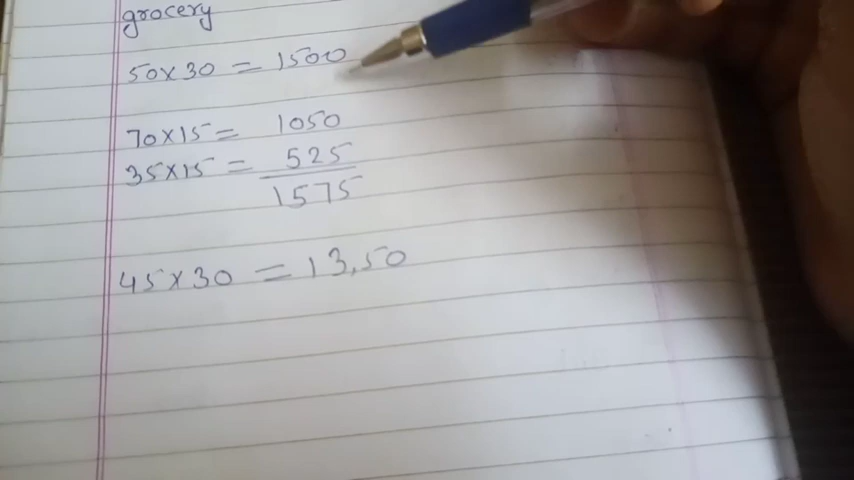 grocery
50x30 = 1500
70x15= 1050
35x15 = 525
1575
45x30 = 13,50